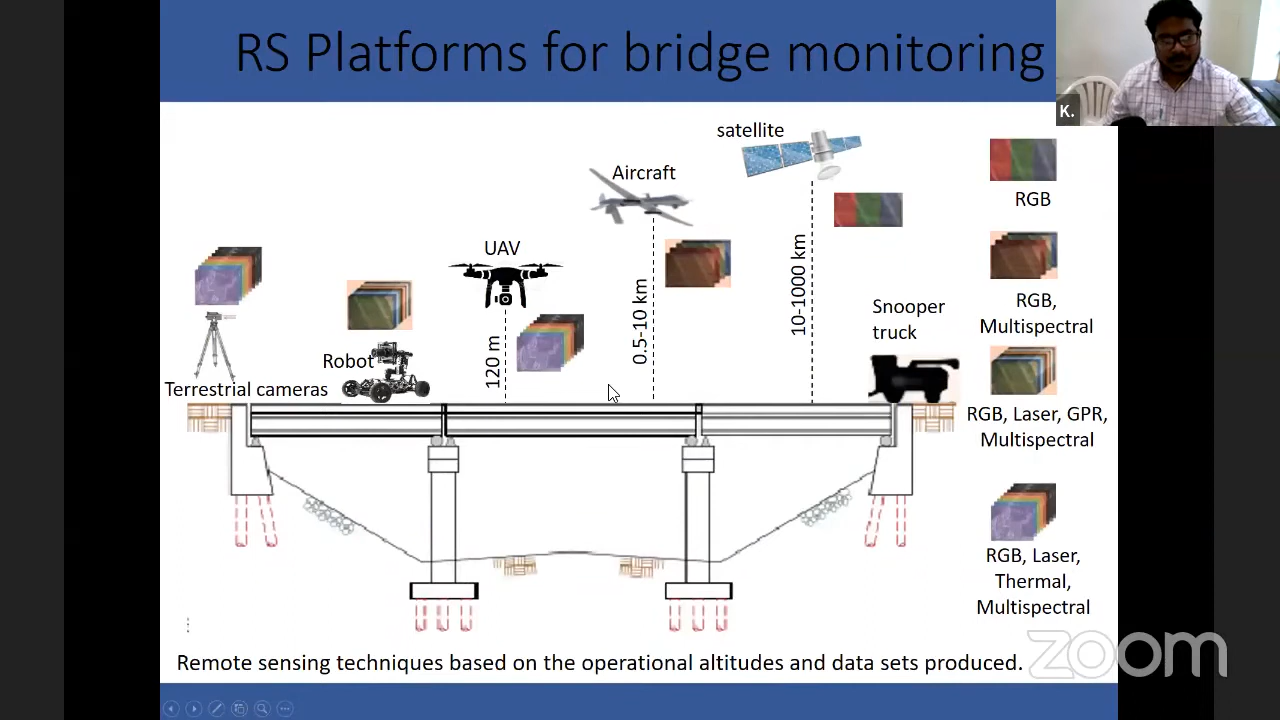 RS Platforms for bridge monitoring
K.
satellite
Aircraft
RGB
UAV
10-1000 km
0.5-10 km
Snooper
truck
RGB,
Multispectral
120 m
Robot
Terrestrial cameras
RGB, Laser, GPR,
Multispectral
RGB, Laser,
Thermal,
Multispectral
Remote sensing techniques based on the operational altitudes and data sets produced.
zoom